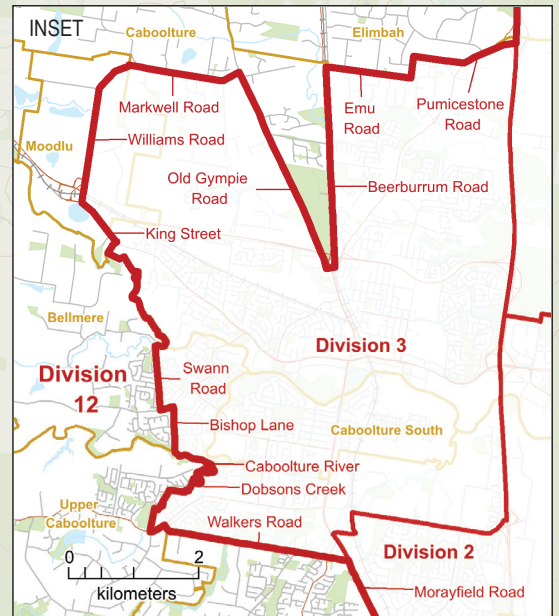 INSET
Caboolture
Elimbah
Markwell Road
Emu
Road
Pumicestone
Road
Moodlu
Williams Road
Old Gympie
Road
Beerburrum Road
King Street
Bellmere
Division 3
Division
12
Swann
Road
Bishop Lane
Caboolture South
Caboolture River
Dobsons Creek
Upper
Caboolture
Walkers Road
Division 2
0 2
kilometers
Morayfield Road